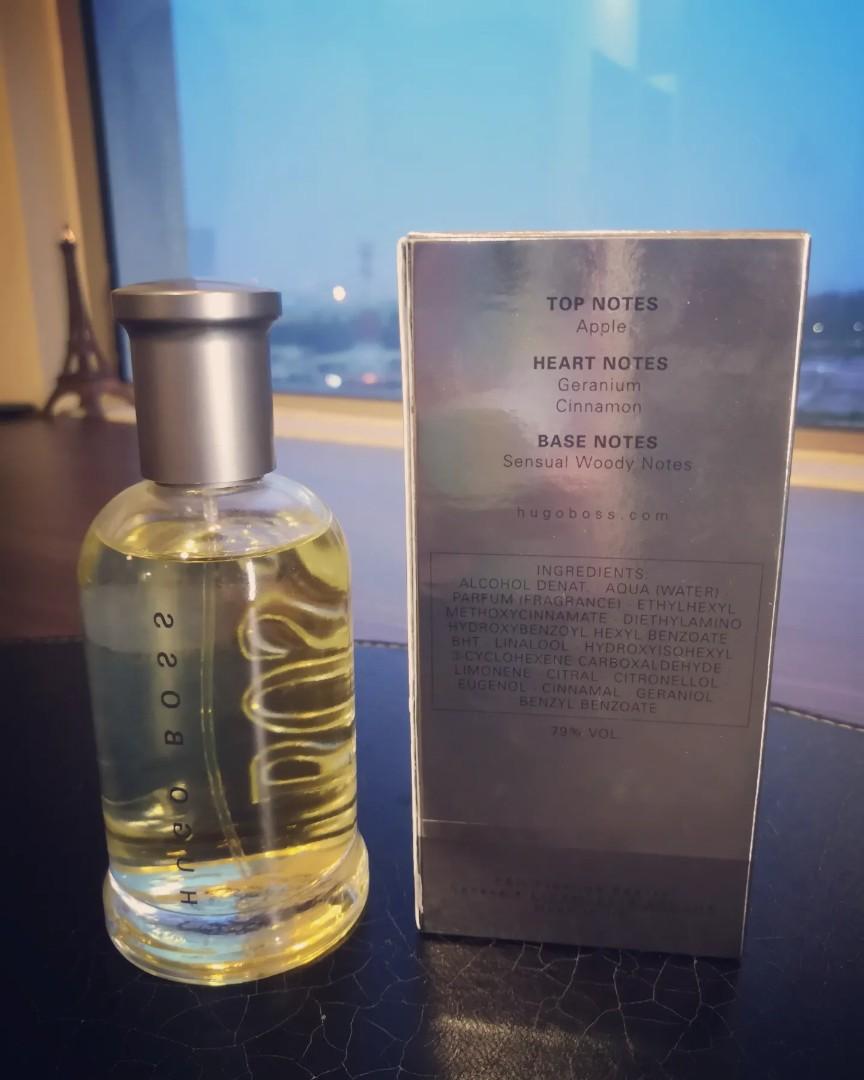 HUGO BOSS
BOSS
TOP NOTES
Apple
HEART NOTES
Geranium
Cinnamon
BASE NOTES
Sensual Woody Notes
hugoboss.com
INGREDIENTS:
ALCOHOL DENAT. AQUA (WATER)
PARFUM (FRAGRANCE) · ETHYLHEXYL
METHOXYCINNAMATE · DIETHYLAMINO
HYDROXYBENZOYL HEXYL BENZOATE
BHT · LINALOOL · HYDROXYISOHEXYL
3-CYCLOHEXENE CARBOXALDEHYDE ·
LIMONENE · CITRAL · CITRONELLOL
EUGENOL · CINNAMAL · GERANIOL
BENZYL BENZOATE
79% VOL.